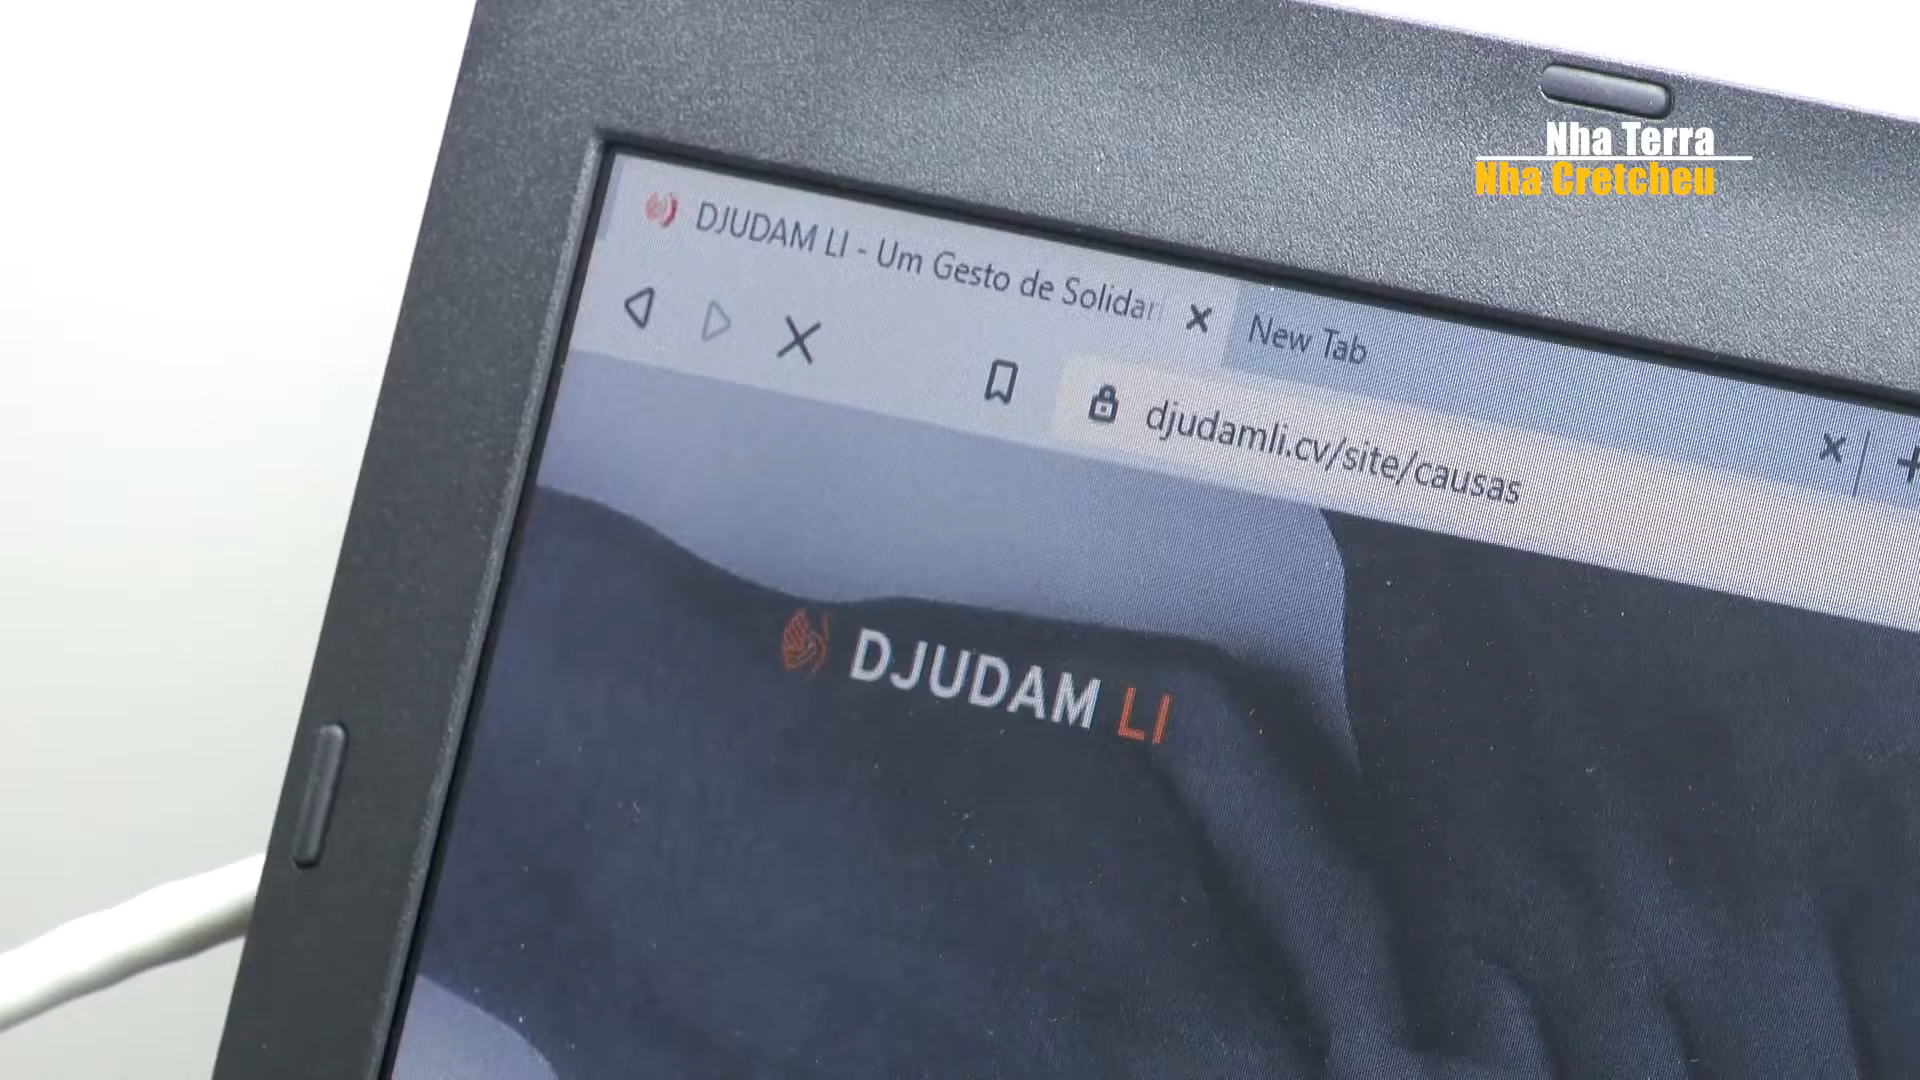 Nha Terra
Nha Cretcheu
DJUDAM LI - Um Gesto de Solidar
New Tab
djudamli.cv/site/causas
DJUDAM LI